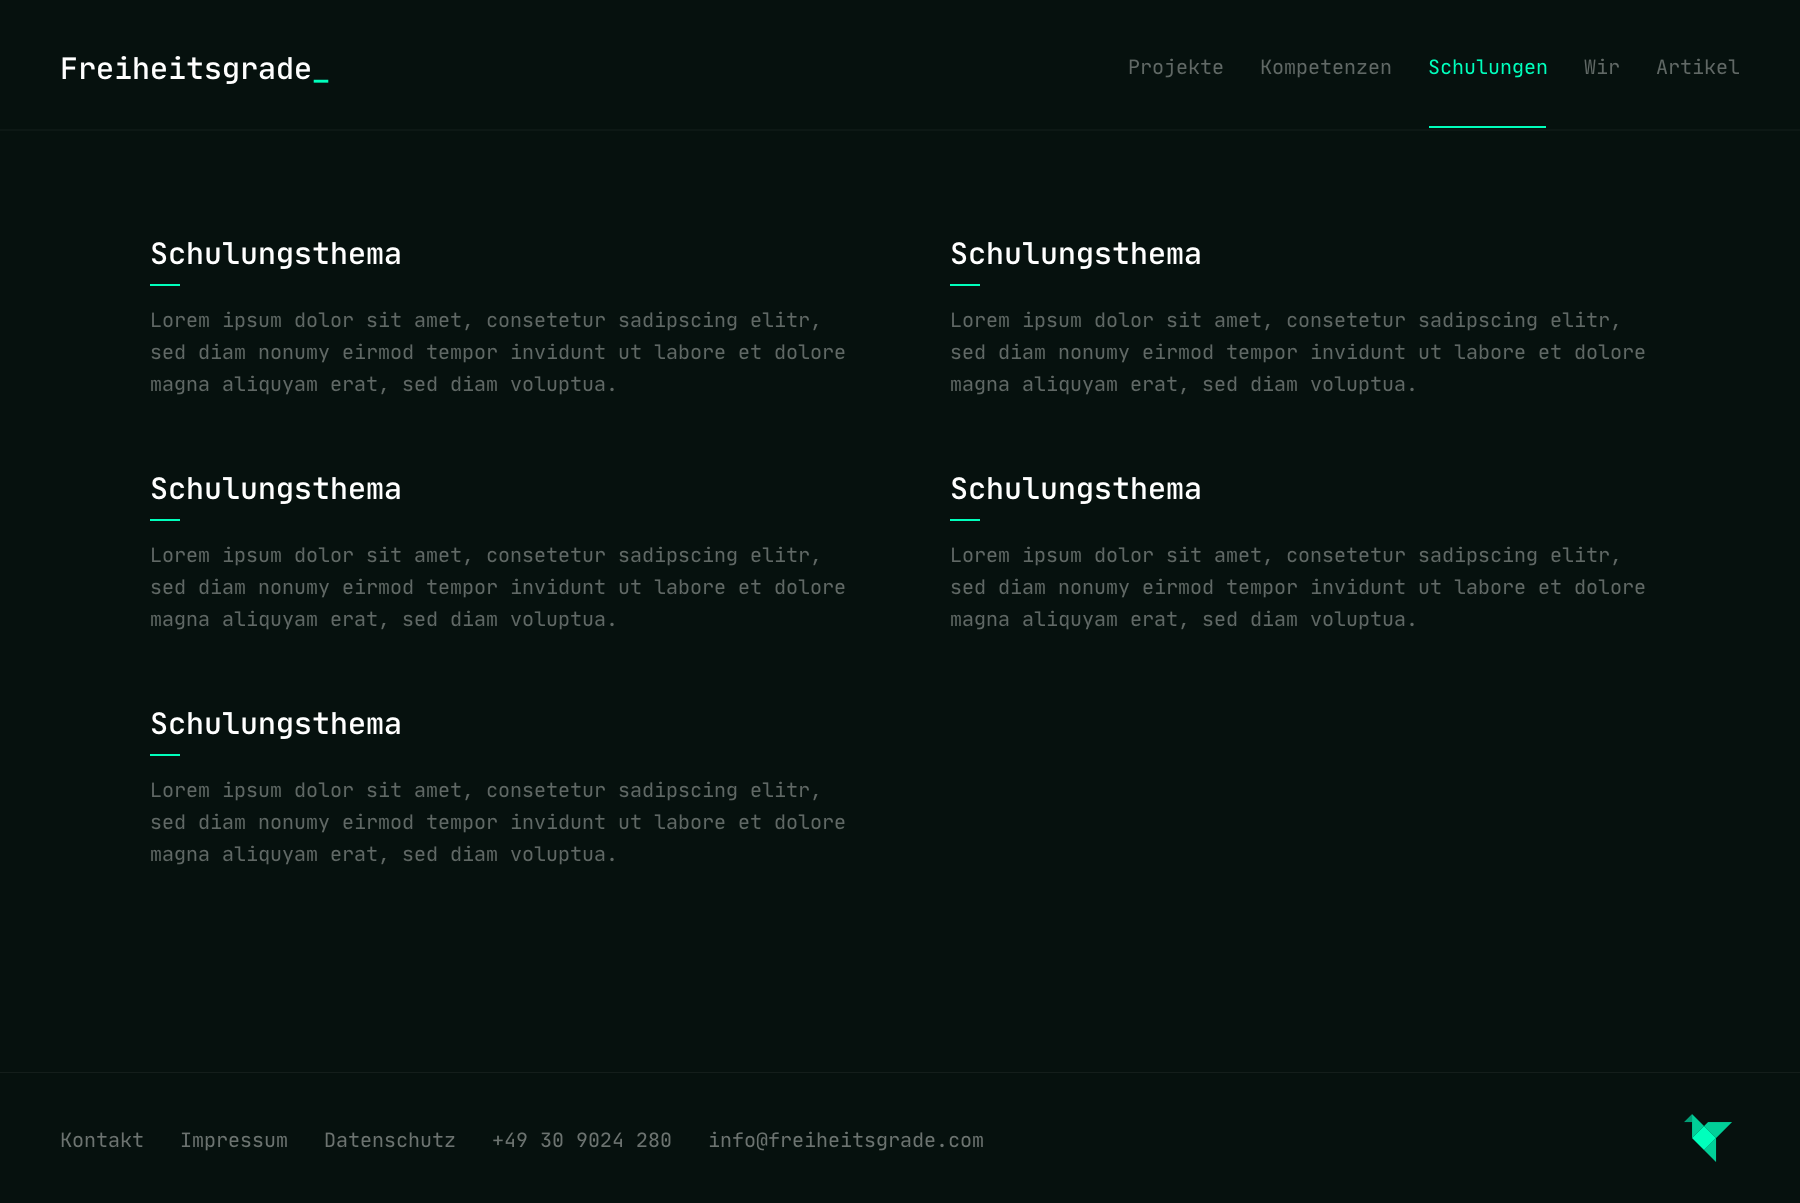 Freiheitsgrade_
Projekte Kompetenzen Schulungen Wir Artikel
Schulungsthema
Lorem ipsum dolor sit amet, consetetur sadipscing elitr,
sed diam nonumy eirmod tempor invidunt ut labore et dolore
magna aliquyam erat, sed diam voluptua.
Schulungsthema
Lorem ipsum dolor sit amet, consetetur sadipscing elitr,
sed diam nonumy eirmod tempor invidunt ut labore et dolore
magna aliquyam erat, sed diam voluptua.
Schulungsthema
Lorem ipsum dolor sit amet, consetetur sadipscing elitr,
sed diam nonumy eirmod tempor invidunt ut labore et dolore
magna aliquyam erat, sed diam voluptua.
Schulungsthema
Lorem ipsum dolor sit amet, consetetur sadipscing elitr,
sed diam nonumy eirmod tempor invidunt ut labore et dolore
magna aliquyam erat, sed diam voluptua.
Schulungsthema
Lorem ipsum dolor sit amet, consetetur sadipscing elitr,
sed diam nonumy eirmod tempor invidunt ut labore et dolore
magna aliquyam erat, sed diam voluptua.
Kontakt Impressum Datenschutz +49 30 9024 280 info@freiheitsgrade.com